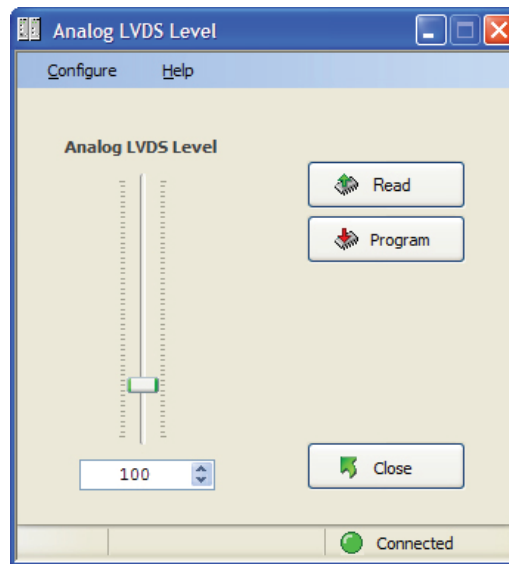 Analog LVDS Level
Configure Help
Analog LVDS Level
Read
Program
100
Close
Connected